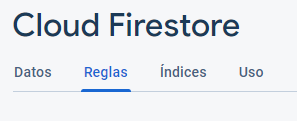 Cloud Firestore
Datos Reglas Índices Uso